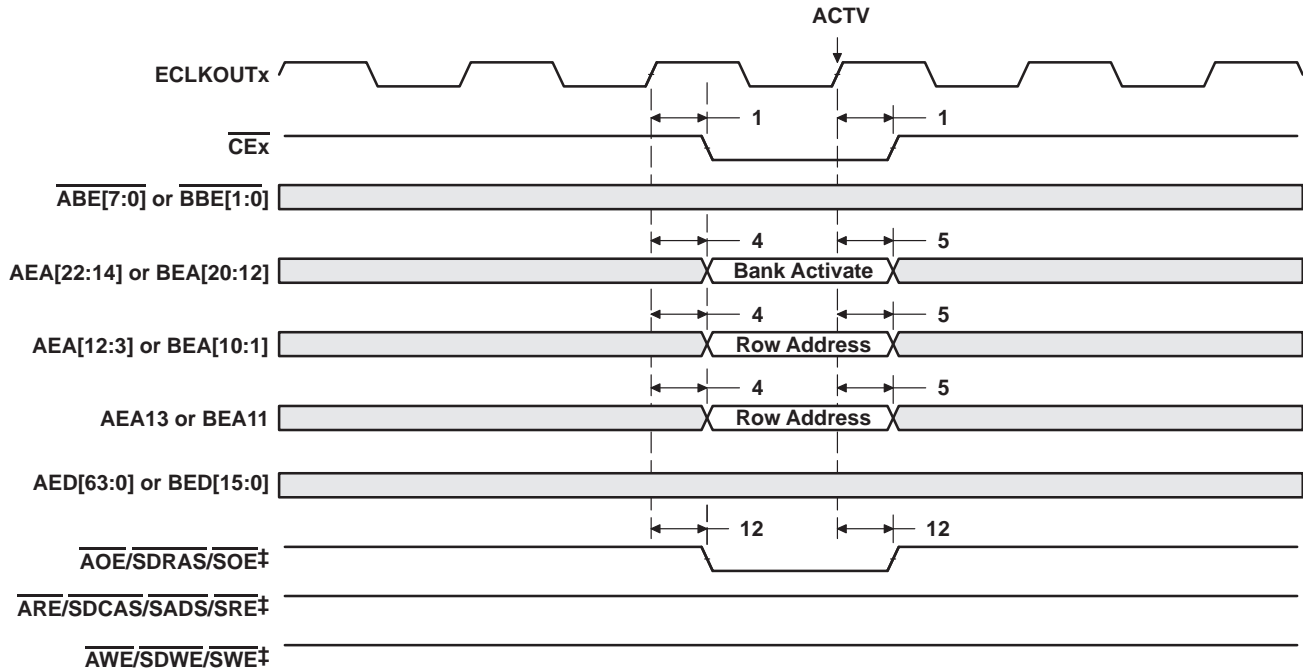 ACTV
ECLKOUTx
1 1
CEx
ABE[7:0] or BBE[1:0]
4 5
AEA[22:14] or BEA[20:12] Bank Activate
4 5
AEA[12:3] or BEA[10:1] Row Address
4 5
AEA13 or BEA11 Row Address
AED[63:0] or BED[15:0]
12 12
AOE/SDRAS/SOE‡
ARE/SDCAS/SADS/SRE‡
AWE/SDWE/SWE‡